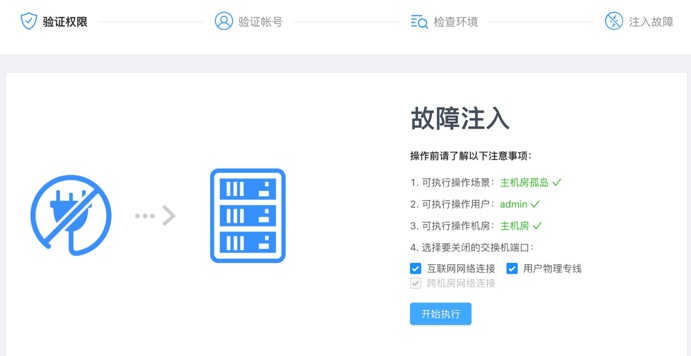 验证权限 验证帐号 检查环境 注入故障
故障注入
操作前请了解以下注意事项：
1. 可执行操作场景：主机房孤岛
2. 可执行操作用户：admin
3. 可执行操作机房：主机房
4. 选择要关闭的交换机端口：
互联网网络连接 用户物理专线
跨机房网络连接
开始执行